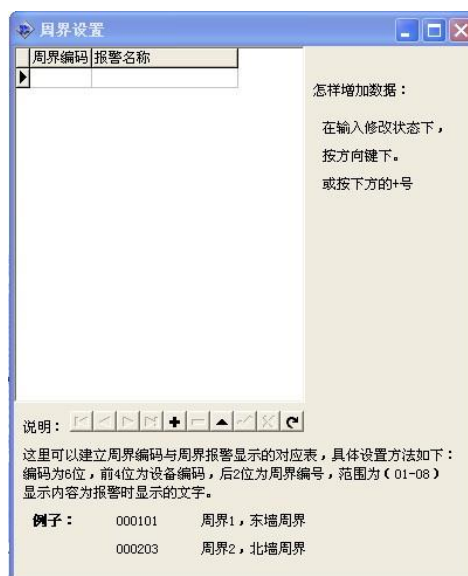 周界设置
周界编码 报警名称
怎样增加数据：
在输入修改状态下，
按方向键下。
或按下方的+号
说明：
这里可以建立周界编码与周界报警显示的对应表，具体设置方法如下：
编码为6位，前4位为设备编码，后2位为周界编号，范围为（01-08）
显示内容为报警时显示的文字。
例子： 000101 周界1，东墙周界
000203 周界2，北墙周界